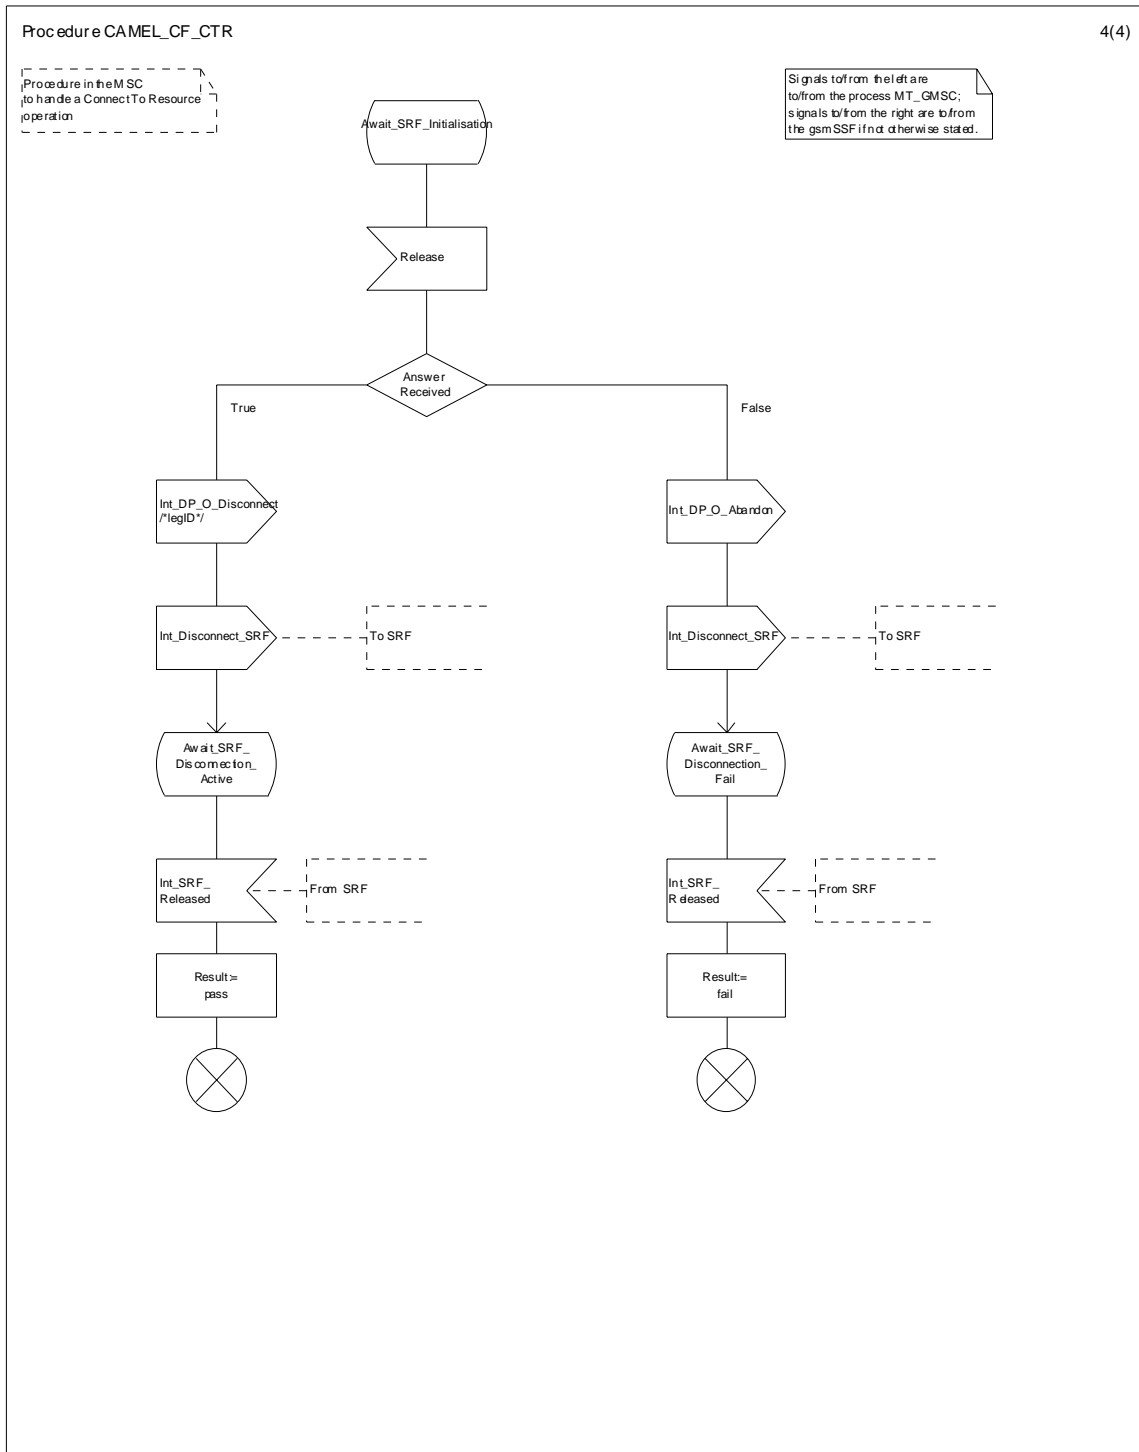 Procedure CAMEL_CF_CTR
4(4)
Procedure in the MSC
to handle a Connect To Resource
operation
Signals to/from the left are
to/from the process MT_GMSC;
signals to/from the right are to/from
the gsmSSF if not otherwise stated.
Await_SRF_Initialisation
Release
Answer
Received
True
False
Int_DP_O_Disconnect
/*legID*/
Int_DP_O_Abandon
Int_Disconnect_SRF
To SRF
Int_Disconnect_SRF
To SRF
Await_SRF_
Disconnection_
Active
Await_SRF_
Disconnection_
Fail
Int_SRF_
Released
From SRF
Int_SRF_
Released
From SRF
Result:=
pass
Result:=
fail